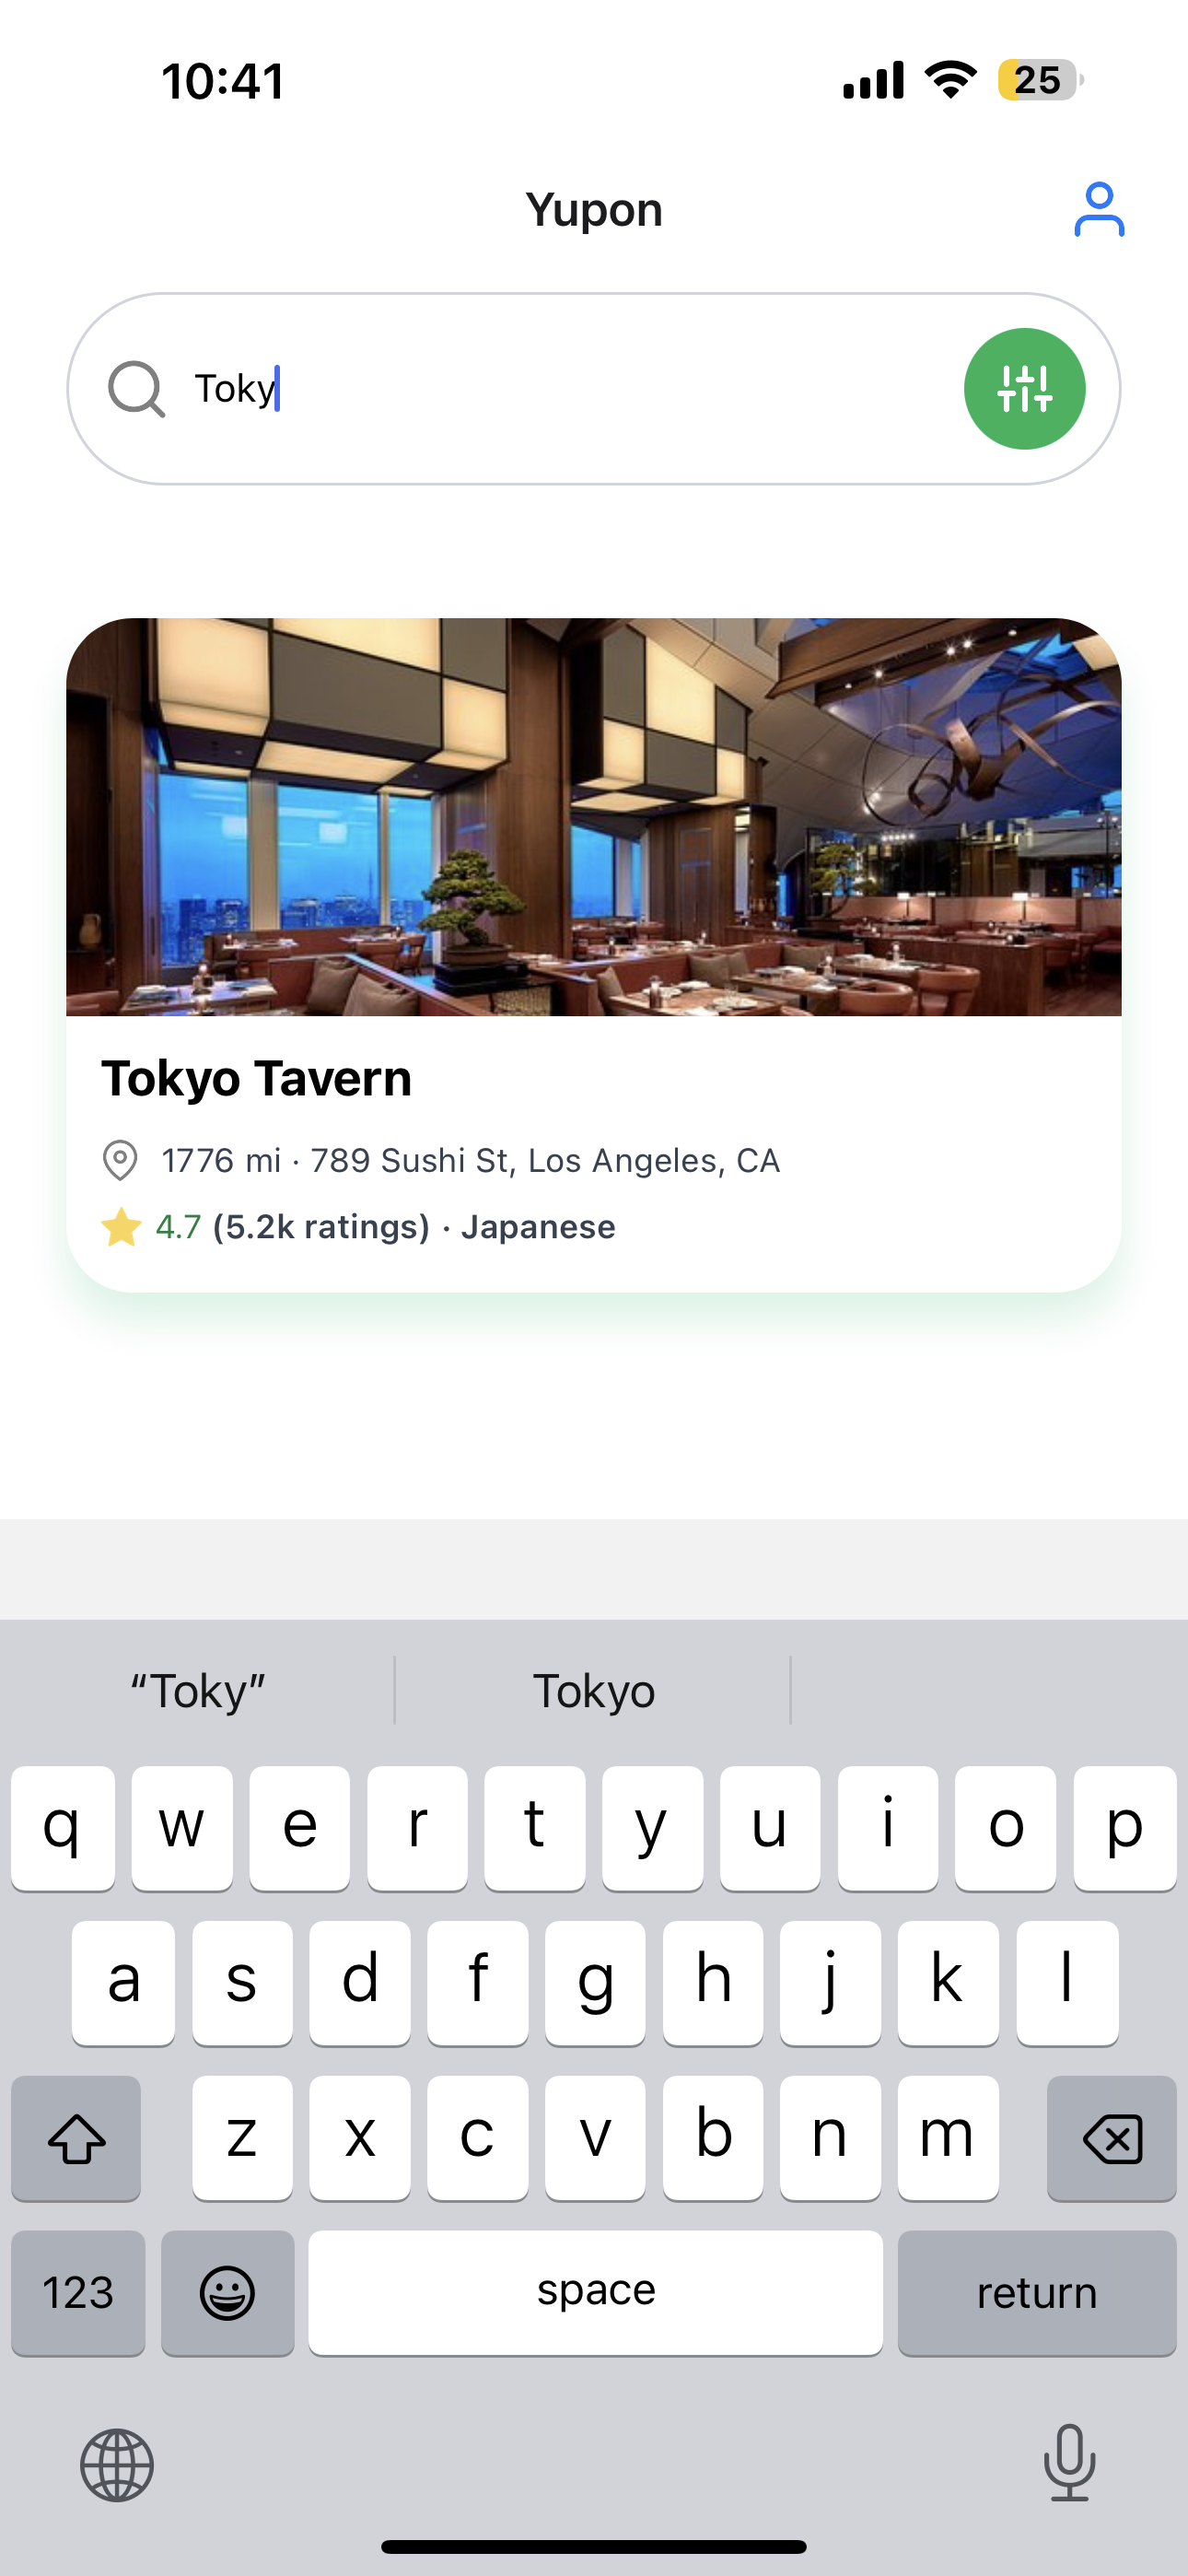 10:41
25
Yupon
Toky
Tokyo Tavern
1776 mi · 789 Sushi St, Los Angeles, CA
4.7 (5.2k ratings) · Japanese
“Toky”
Tokyo
q w e r t y u i o p
a s d f g h j k l
z x c v b n m
123
space
return